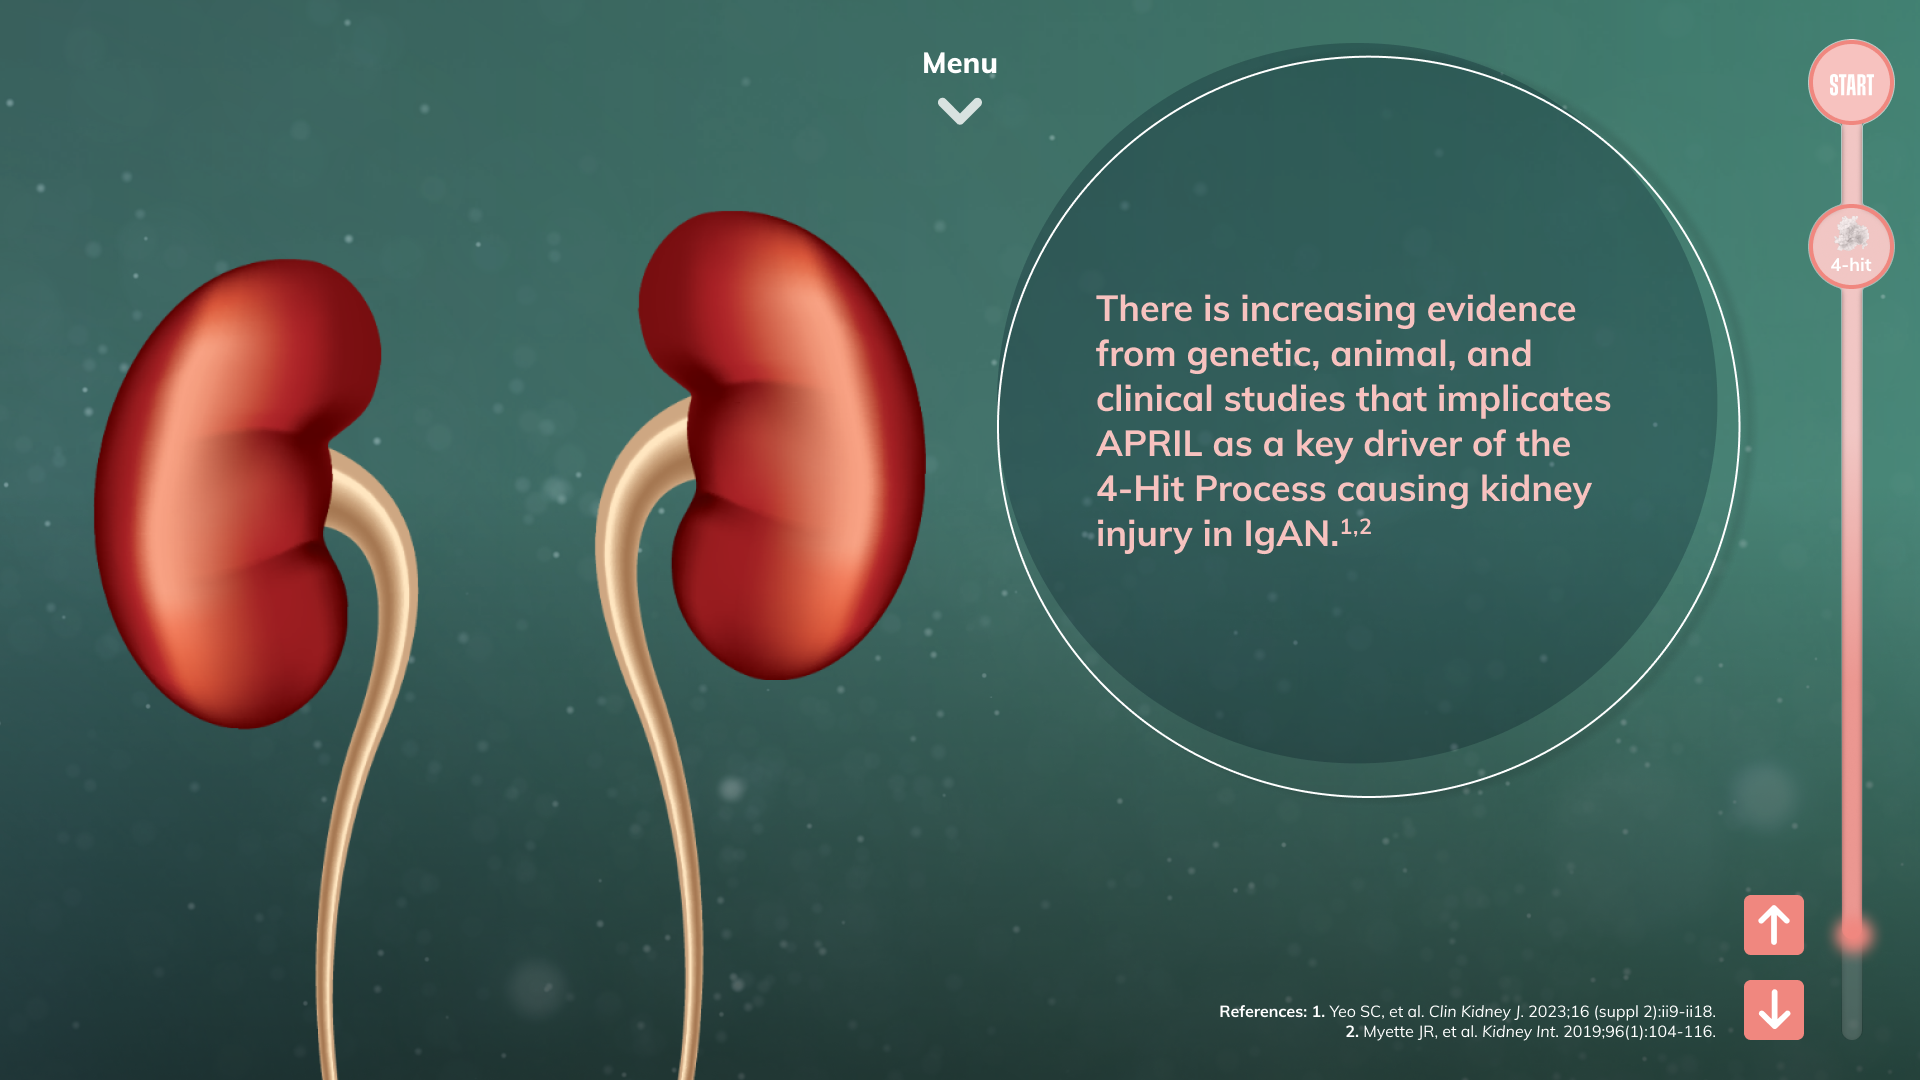 Menu
START
4-hit
There is increasing evidence
from genetic, animal, and
clinical studies that implicates
APRIL as a key driver of the
4-Hit Process causing kidney
injury in IgAN.¹,²
References: 1. Yeo SC, et al. Clin Kidney J. 2023;16 (suppl 2):ii9-ii18.
2. Myette JR, et al. Kidney Int. 2019;96(1):104-116.